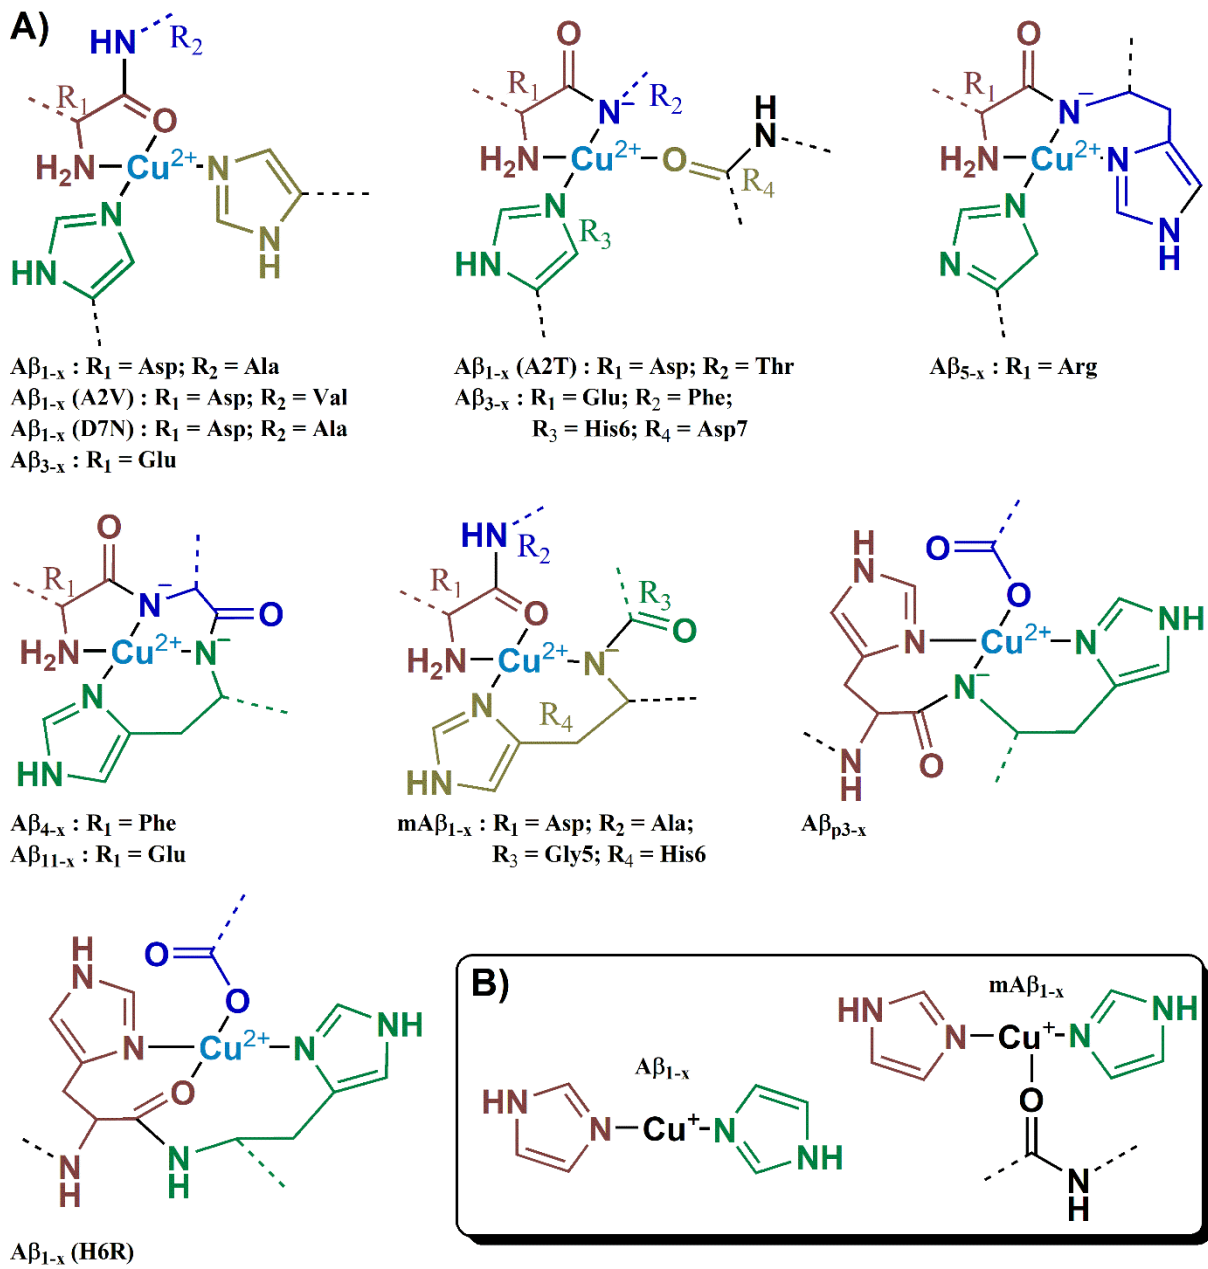 A)
HN
R2
R1
O
H2N
Cu2+
N
N
HN
N
H
Aβ1-x : R1 = Asp; R2 = Ala
Aβ1-x (A2V) : R1 = Asp; R2 = Val
Aβ1-x (D7N) : R1 = Asp; R2 = Ala
Aβ3-x : R1 = Glu
O
R1
N−
R2
H
N
H2N
Cu2+
O
R4
N
R3
HN
Aβ1-x (A2T) : R1 = Asp; R2 = Thr
Aβ3-x : R1 = Glu; R2 = Phe;
R3 = His6; R4 = Asp7
O
R1
N−
H2N
Cu2+
N
N
N
N
H
Aβ5-x : R1 = Arg
O
R1
N−
O
H2N
Cu2+
N−
N
HN
Aβ4-x : R1 = Phe
Aβ11-x : R1 = Glu
HN
R2
R1
O
R3
O
H2N
Cu2+
N−
N
R4
HN
mAβ1-x : R1 = Asp; R2 = Ala;
R3 = Gly5; R4 = His6
H
N
O
O
NH
N
Cu2+
N
N−
N
H
O
Aβp3-x
H
N
O
O
NH
N
Cu2+
N
O
N
H
N
H
Aβ1-x (H6R)
B)
Aβ1-x
HN
N
Cu+
N
NH
mAβ1-x
HN
N
Cu+
N
NH
O
N
H